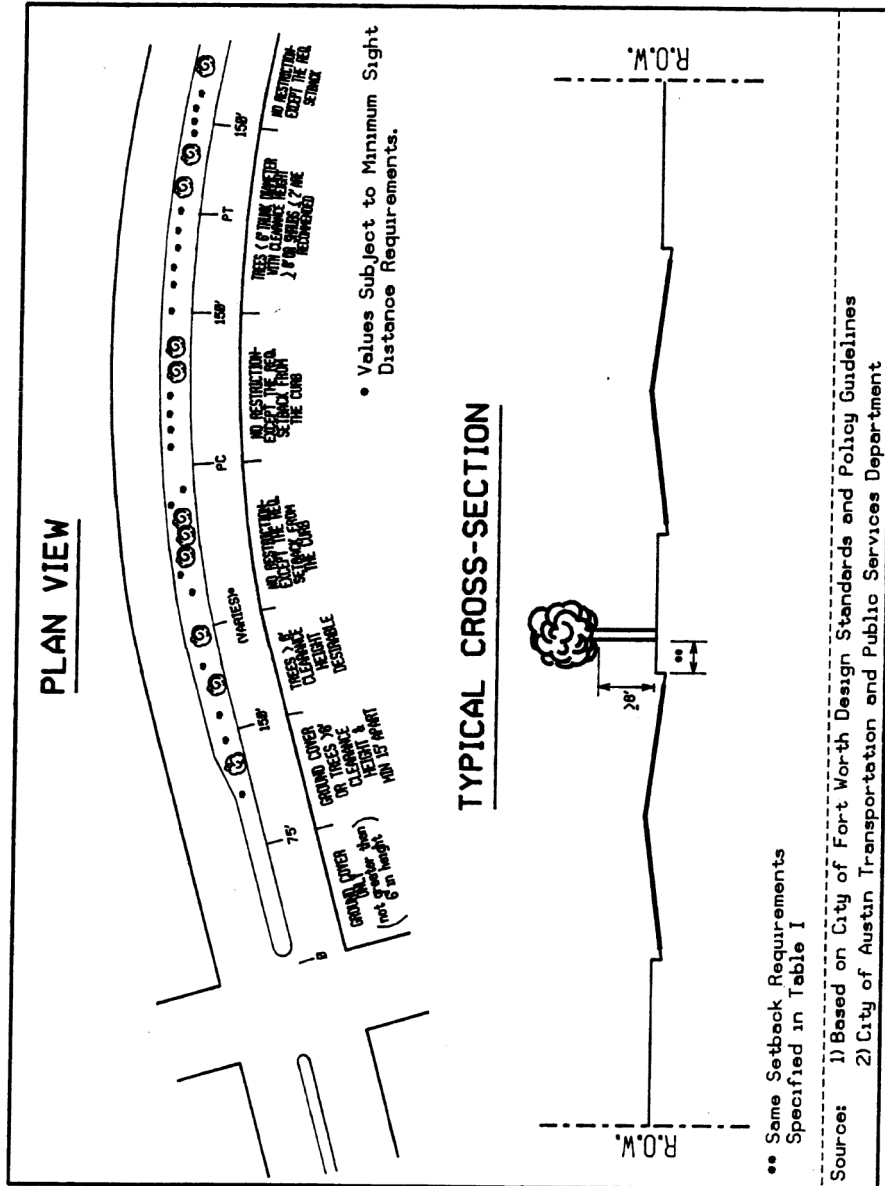 PLAN VIEW
0
75'
150'
(VARIES)*
PC
150'
PT
150'
GROUND COVER
ONLY
(not greater than)
6" in height
GROUND COVER
OR TREES >8'
CLEARANCE
HEIGHT &
MIN 15' APART
TREES > 8'
CLEARANCE
HEIGHT
DESIRABLE
NO RESTRICTION-
EXCEPT THE REQ.
SETBACK FROM
THE CURB
NO RESTRICTION-
EXCEPT THE REQ.
SETBACK FROM
THE CURB
TREES < 6" TRUNK DIAMETER
WITH CLEARANCE HEIGHT
> 8' OR SHRUBS < 2' ARE
RECOMMENDED
NO RESTRICTION-
EXCEPT THE REQ.
SETBACK
• Values Subject to Minimum Sight
Distance Requirements.
TYPICAL CROSS-SECTION
≥8'
••
R.O.W.
R.O.W.
•• Same Setback Requirements
Specified in Table I
Source: 1) Based on City of Fort Worth Design Standards and Policy Guidelines
2) City of Austin Transportation and Public Services Department